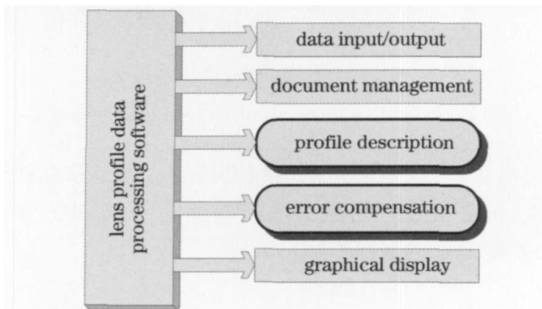 lens profile data
processing software
data input/output
document management
profile description
error compensation
graphical display